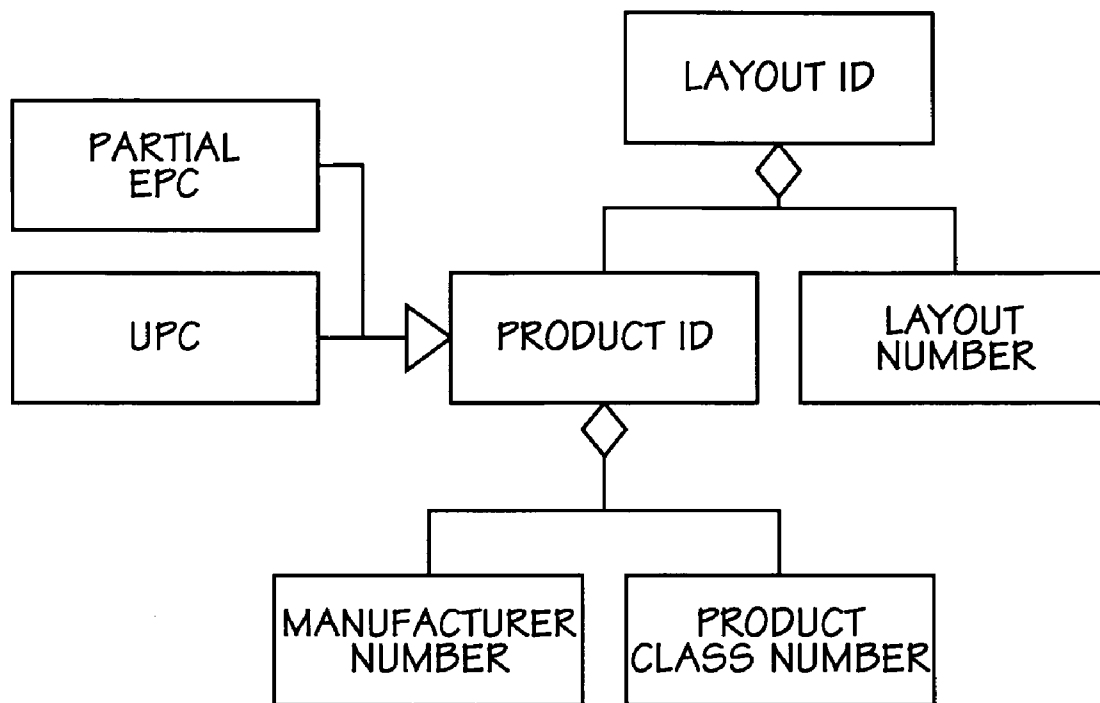 LAYOUT ID
PARTIAL
EPC
UPC
PRODUCT ID
LAYOUT
NUMBER
MANUFACTURER
NUMBER
PRODUCT
CLASS NUMBER